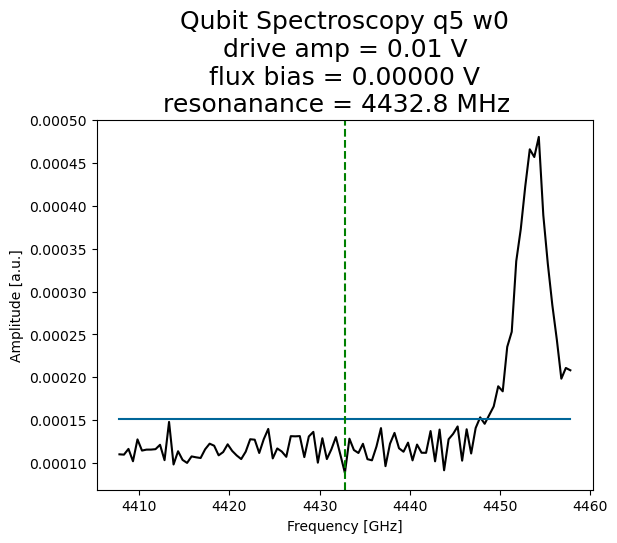 Qubit Spectroscopy q5 w0
drive amp = 0.01 V
flux bias = 0.00000 V
resonanance = 4432.8 MHz
0.00050
0.00045
0.00040
0.00035
0.00030
0.00025
0.00020
0.00015
0.00010
Amplitude [a.u.]
4410 4420 4430 4440 4450 4460
Frequency [GHz]